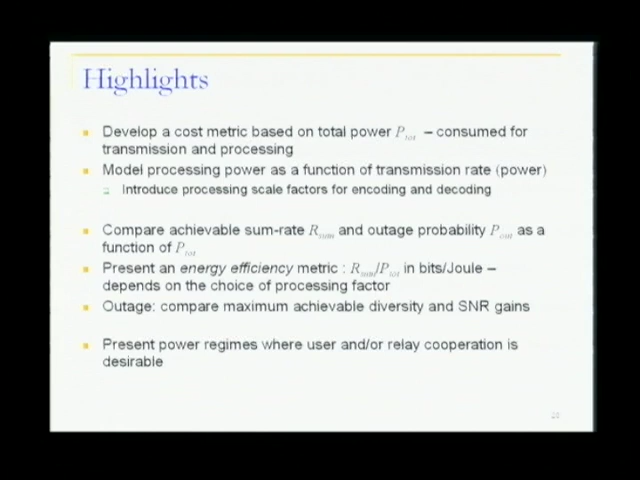 Highlights
Develop a cost metric based on total power P_tot – consumed for
transmission and processing
Model processing power as a function of transmission rate (power)
Introduce processing scale factors for encoding and decoding
Compare achievable sum-rate R_sum and outage probability P_out as a
function of P_tot
Present an energy efficiency metric : R_sum/P_tot in bits/Joule –
depends on the choice of processing factor
Outage: compare maximum achievable diversity and SNR gains
Present power regimes where user and/or relay cooperation is
desirable